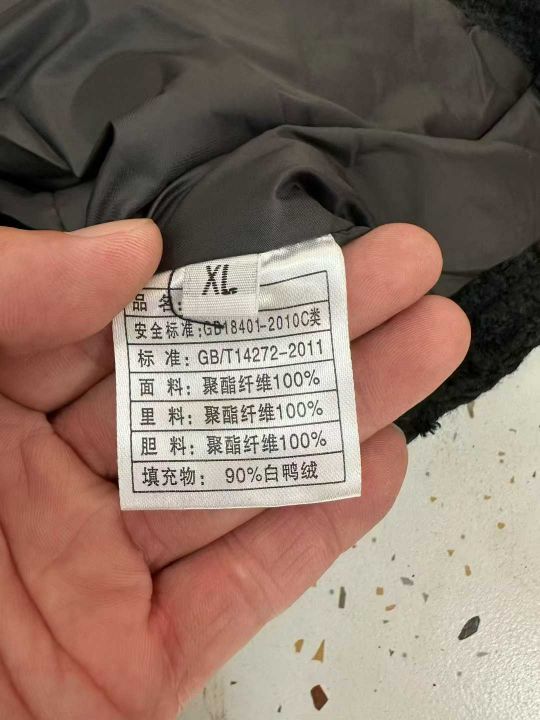 XL
品 名:
安全标准:GB18401-2010C类
标 准: GB/T14272-2011
面 料: 聚酯纤维100%
里 料: 聚酯纤维100%
胆 料: 聚酯纤维100%
填充物: 90%白鸭绒